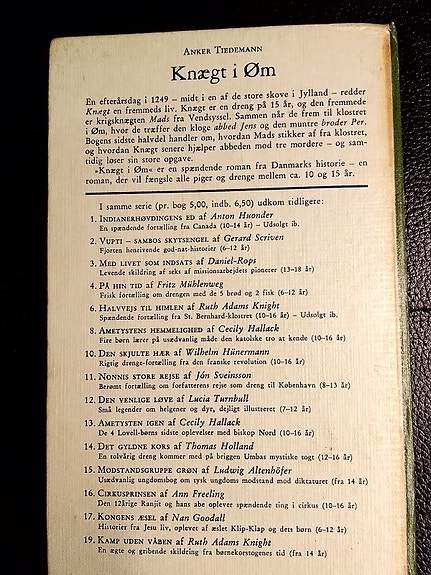 ANKER TIEDEMANN
Knægt i Øm
En efterårsdag i 1249 – midt i en af de store skove i Jylland – redder
Knægt en fremmeds liv. Knægt er en dreng på 15 år, og den fremmede
er krigsknægten Mads fra Vendsyssel. Sammen når de frem til klostret
i Øm, hvor de træffer den kloge abbed Jens og den muntre broder Per.
Bogens sidste halvdel handler om, hvordan Mads stikker af fra klostret,
og hvordan Knægt senere hjælper abbeden mod tre mordere – og sam-
tidig løser sin store opgave.
»Knægt i Øm« er en spændende roman fra Danmarks historie – en
roman, der vil fængsle alle piger og drenge mellem ca. 10 og 15 år.
I samme serie (pr. bog 5,00, indb. 6,50) udkom tidligere:
1. INDIANERHØVDINGENS ED af Anton Huonder
En spændende fortælling fra Canada (10–14 år) – Udsolgt ib.
2. VUPTI – SAMBOS SKYTSENGEL af Gerard Scriven
Fjorten henrivende god-nat-historier (6–12 år)
3. MED LIVET SOM INDSATS af Daniel-Rops
Levende skildring af seks af missionsarbejdets pionerer (13–18 år)
4. PÅ HIN TID af Fritz Mühlenweg
Frisk fortælling om drengen med de 5 brød og 2 fisk (6–12 år)
6. HALVVEJS TIL HIMLEN af Ruth Adams Knight
Spændende fortælling fra St. Bernhard-klostret (10–16 år) – Udsolgt ib.
8. AMETYSTENS HEMMELIGHED af Cecily Hallack
Fire børn lærer på usædvanlig måde den katolske tro at kende (10–16 år)
10. DEN SKJULTE HÆR af Wilhelm Hünermann
Rigtig drenge-fortælling fra den franske revolution (10–16 år)
11. NONNIS STORE REJSE af Jón Sveinsson
Berømt fortælling om forfatterens rejse som dreng til København (8–13 år)
12. DEN VENLIGE LØVE af Lucia Turnbull
Små legender om helgener og dyr, dejligt illustreret (7–12 år)
13. AMETYSTEN IGEN af Cecily Hallack
De 4 Lovell-børns sidste oplevelser med biskop Nord (10–16 år)
14. DET GYLDNE KORS af Thomas Holland
En tolvårig dreng kommer med på briggen Umbas mystiske togt (12–16 år)
15. MODSTANDSGRUPPE GRØN af Ludwig Altenhöfer
Usædvanlig ungdomsbog om tysk ungdoms modstand mod diktaturet (fra 14 år)
16. CIRKUSPRINSEN af Ann Freeling
Den 12årige Ranjit og hans abe oplever spændende ting i cirkus (10–16 år)
17. KONGENS ÆSEL af Nan Goodall
Historier fra Jesu liv, oplevet af æslet Klip-Klap og dets børn (6–12 år)
19. KAMP UDEN VÅBEN af Ruth Adams Knight
En ægte og gribende skildring fra børnekorstogenes tid (fra 14 år)